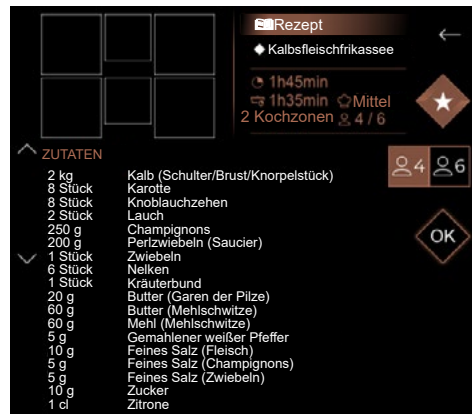 Rezept
Kalbsfleischfrikassee
1h45min
1h35min Mittel
2 Kochzonen 4 / 6
ZUTATEN
4 6
OK
2 kg Kalb (Schulter/Brust/Knorpelstück)
8 Stück Karotte
8 Stück Knoblauchzehen
2 Stück Lauch
250 g Champignons
200 g Perlzwiebeln (Saucier)
1 Stück Zwiebeln
6 Stück Nelken
1 Stück Kräuterbund
20 g Butter (Garen der Pilze)
60 g Butter (Mehlschwitze)
60 g Mehl (Mehlschwitze)
5 g Gemahlener weißer Pfeffer
10 g Feines Salz (Fleisch)
5 g Feines Salz (Champignons)
5 g Feines Salz (Zwiebeln)
10 g Zucker
1 cl Zitrone